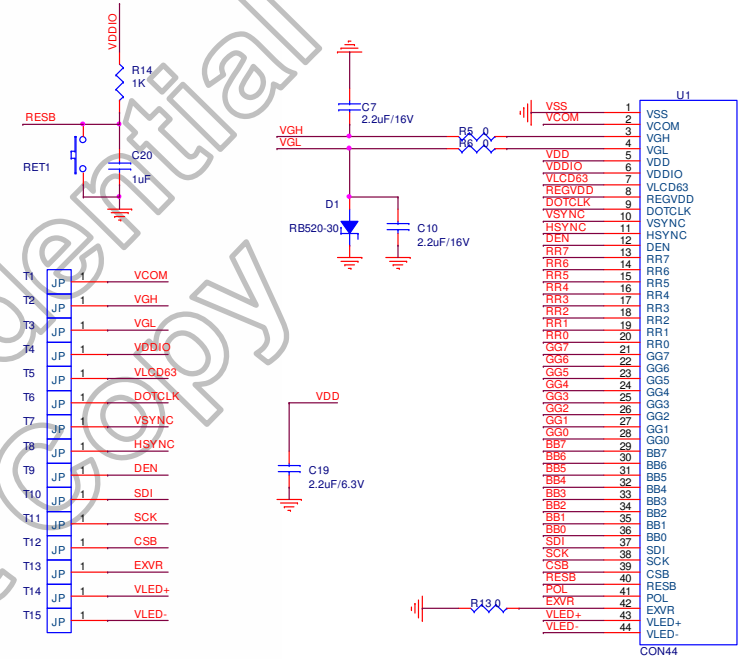 VDDIO
R14
1K
RESB
RET1
C20
1uF
C7
2.2uF/16V
VGH
VGL
R5 0
R6 0
D1
RB520-30
C10
2.2uF/16V
VDD
C19
2.2uF/6.3V
T1 JP 1 VCOM
T2 JP 1 VGH
T3 JP 1 VGL
T4 JP 1 VDDIO
T5 JP 1 VLCD63
T6 JP 1 DOTCLK
T7 JP 1 VSYNC
T8 JP 1 HSYNC
T9 JP 1 DEN
T10 JP 1 SDI
T11 JP 1 SCK
T12 JP 1 CSB
T13 JP 1 EXVR
T14 JP 1 VLED+
T15 JP 1 VLED-
R13 0
U1
VSS 1 VSS
VCOM 2 VCOM
3 VGH
4 VGL
VDD 5 VDD
VDDIO 6 VDDIO
VLCD63 7 VLCD63
REGVDD 8 REGVDD
DOTCLK 9 DOTCLK
VSYNC 10 VSYNC
HSYNC 11 HSYNC
DEN 12 DEN
RR7 13 RR7
RR6 14 RR6
RR5 15 RR5
RR4 16 RR4
RR3 17 RR3
RR2 18 RR2
RR1 19 RR1
RR0 20 RR0
GG7 21 GG7
GG6 22 GG6
GG5 23 GG5
GG4 24 GG4
GG3 25 GG3
GG2 26 GG2
GG1 27 GG1
GG0 28 GG0
BB7 29 BB7
BB6 30 BB6
BB5 31 BB5
BB4 32 BB4
BB3 33 BB3
BB2 34 BB2
BB1 35 BB1
BB0 36 BB0
SDI 37 SDI
SCK 38 SCK
CSB 39 CSB
RESB 40 RESB
POL 41 POL
EXVR 42 EXVR
VLED+ 43 VLED+
VLED- 44 VLED-
CON44
Copy